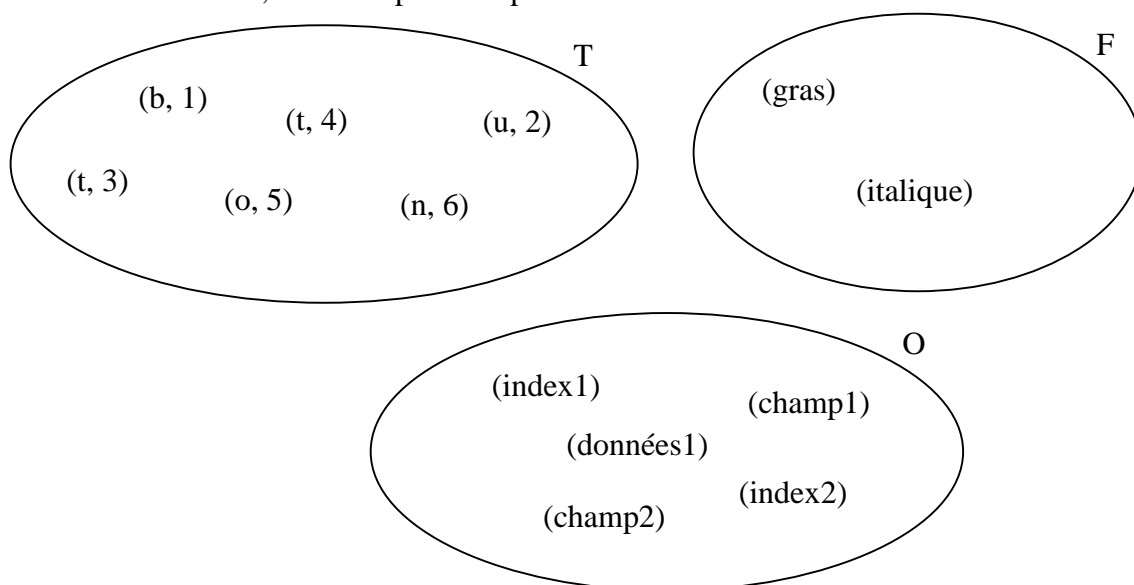 T
(b, 1)
(t, 4)
(u, 2)
(t, 3)
(o, 5)
(n, 6)
F
(gras)
(italique)
O
(index1)
(champ1)
(données1)
(index2)
(champ2)